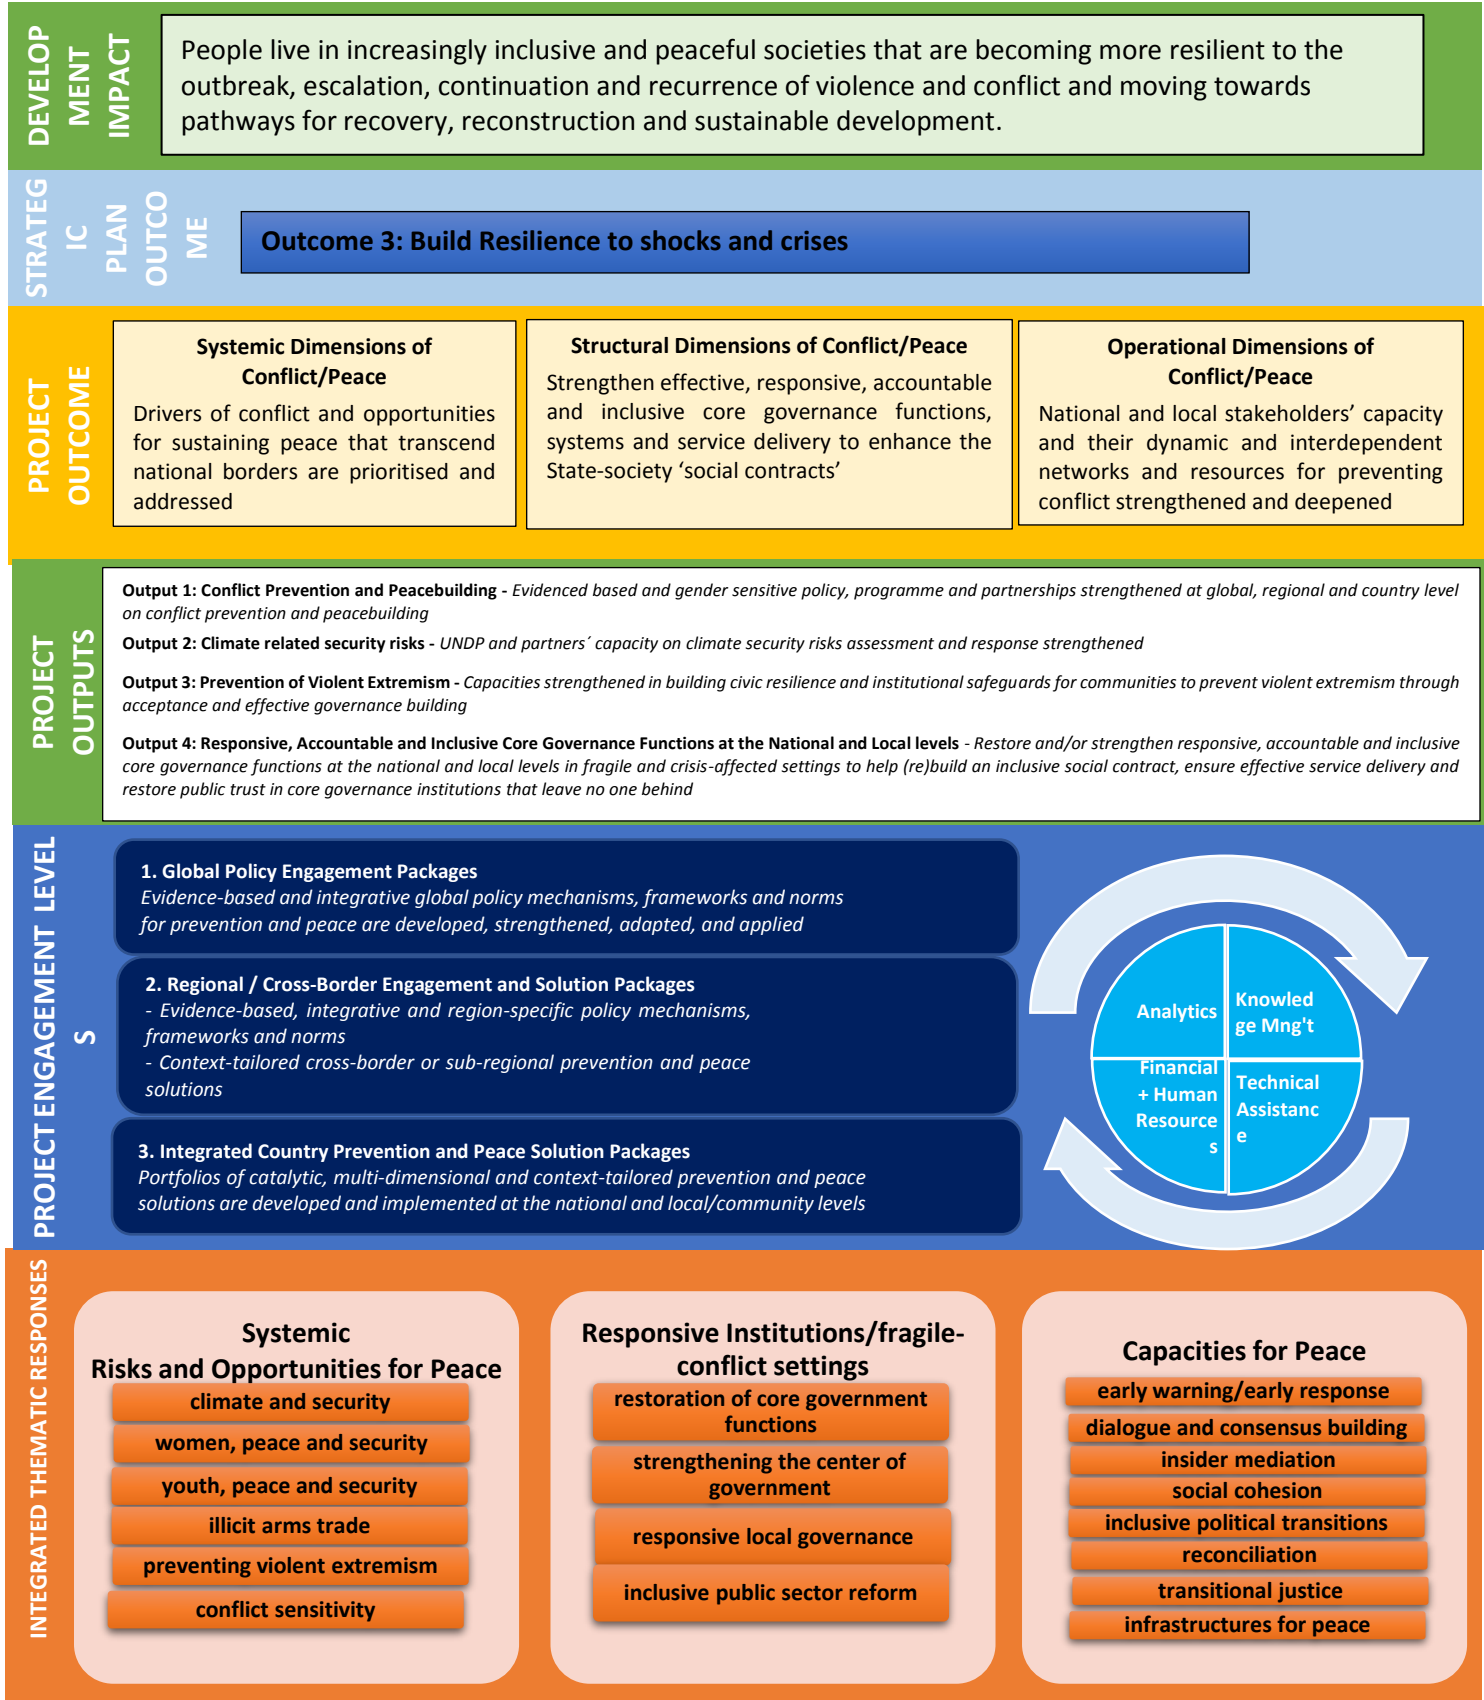 DEVELOP
MENT
IMPACT
People live in increasingly inclusive and peaceful societies that are becoming more resilient to the
outbreak, escalation, continuation and recurrence of violence and conflict and moving towards
pathways for recovery, reconstruction and sustainable development.
STRATEG
IC
PLAN
OUTCO
ME
Outcome 3: Build Resilience to shocks and crises
PROJECT
OUTCOME
Systemic Dimensions of
Conflict/Peace
Drivers of conflict and opportunities
for sustaining peace that transcend
national borders are prioritised and
addressed
Structural Dimensions of Conflict/Peace
Strengthen effective, responsive, accountable
and inclusive core governance functions,
systems and service delivery to enhance the
State-society ‘social contracts’
Operational Dimensions of
Conflict/Peace
National and local stakeholders’ capacity
and their dynamic and interdependent
networks and resources for preventing
conflict strengthened and deepened
PROJECT
OUTPUTS
Output 1: Conflict Prevention and Peacebuilding - Evidenced based and gender sensitive policy, programme and partnerships strengthened at global, regional and country level
on conflict prevention and peacebuilding
Output 2: Climate related security risks - UNDP and partners´ capacity on climate security risks assessment and response strengthened
Output 3: Prevention of Violent Extremism - Capacities strengthened in building civic resilience and institutional safeguards for communities to prevent violent extremism through
acceptance and effective governance building
Output 4: Responsive, Accountable and Inclusive Core Governance Functions at the National and Local levels - Restore and/or strengthen responsive, accountable and inclusive
core governance functions at the national and local levels in fragile and crisis-affected settings to help (re)build an inclusive social contract, ensure effective service delivery and
restore public trust in core governance institutions that leave no one behind
PROJECT ENGAGEMENT LEVEL
S
1. Global Policy Engagement Packages
Evidence-based and integrative global policy mechanisms, frameworks and norms
for prevention and peace are developed, strengthened, adapted, and applied
2. Regional / Cross-Border Engagement and Solution Packages
- Evidence-based, integrative and region-specific policy mechanisms,
frameworks and norms
- Context-tailored cross-border or sub-regional prevention and peace
solutions
3. Integrated Country Prevention and Peace Solution Packages
Portfolios of catalytic, multi-dimensional and context-tailored prevention and peace
solutions are developed and implemented at the national and local/community levels
Analytics
Knowled
ge Mng't
Financial
+ Human
Resource
s
Technical
Assistanc
e
INTEGRATED THEMATIC RESPONSES
Systemic
Risks and Opportunities for Peace
climate and security
women, peace and security
youth, peace and security
illicit arms trade
preventing violent extremism
conflict sensitivity
Responsive Institutions/fragile-
conflict settings
restoration of core government
functions
strengthening the center of
government
responsive local governance
inclusive public sector reform
Capacities for Peace
early warning/early response
dialogue and consensus building
insider mediation
social cohesion
inclusive political transitions
reconciliation
transitional justice
infrastructures for peace